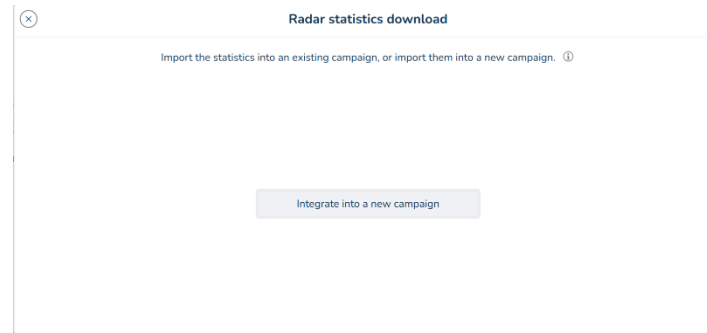 Radar statistics download
Import the statistics into an existing campaign, or import them into a new campaign.
Integrate into a new campaign